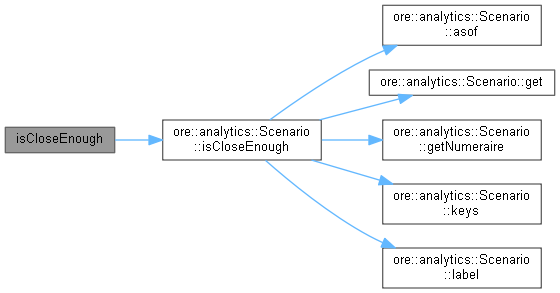 isCloseEnough
ore::analytics::Scenario
::isCloseEnough
ore::analytics::Scenario
::asof
ore::analytics::Scenario::get
ore::analytics::Scenario
::getNumeraire
ore::analytics::Scenario
::keys
ore::analytics::Scenario
::label